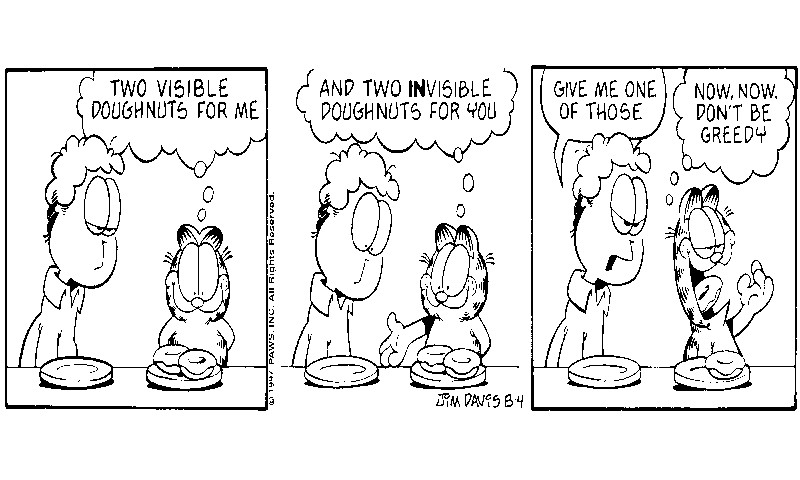 TWO VISIBLE
DOUGHNUTS FOR ME
© 1997 PAWS, INC. All Rights Reserved.
AND TWO INVISIBLE
DOUGHNUTS FOR YOU
JIM DAVIS 8·4
GIVE ME ONE
OF THOSE
NOW, NOW.
DON'T BE
GREEDY